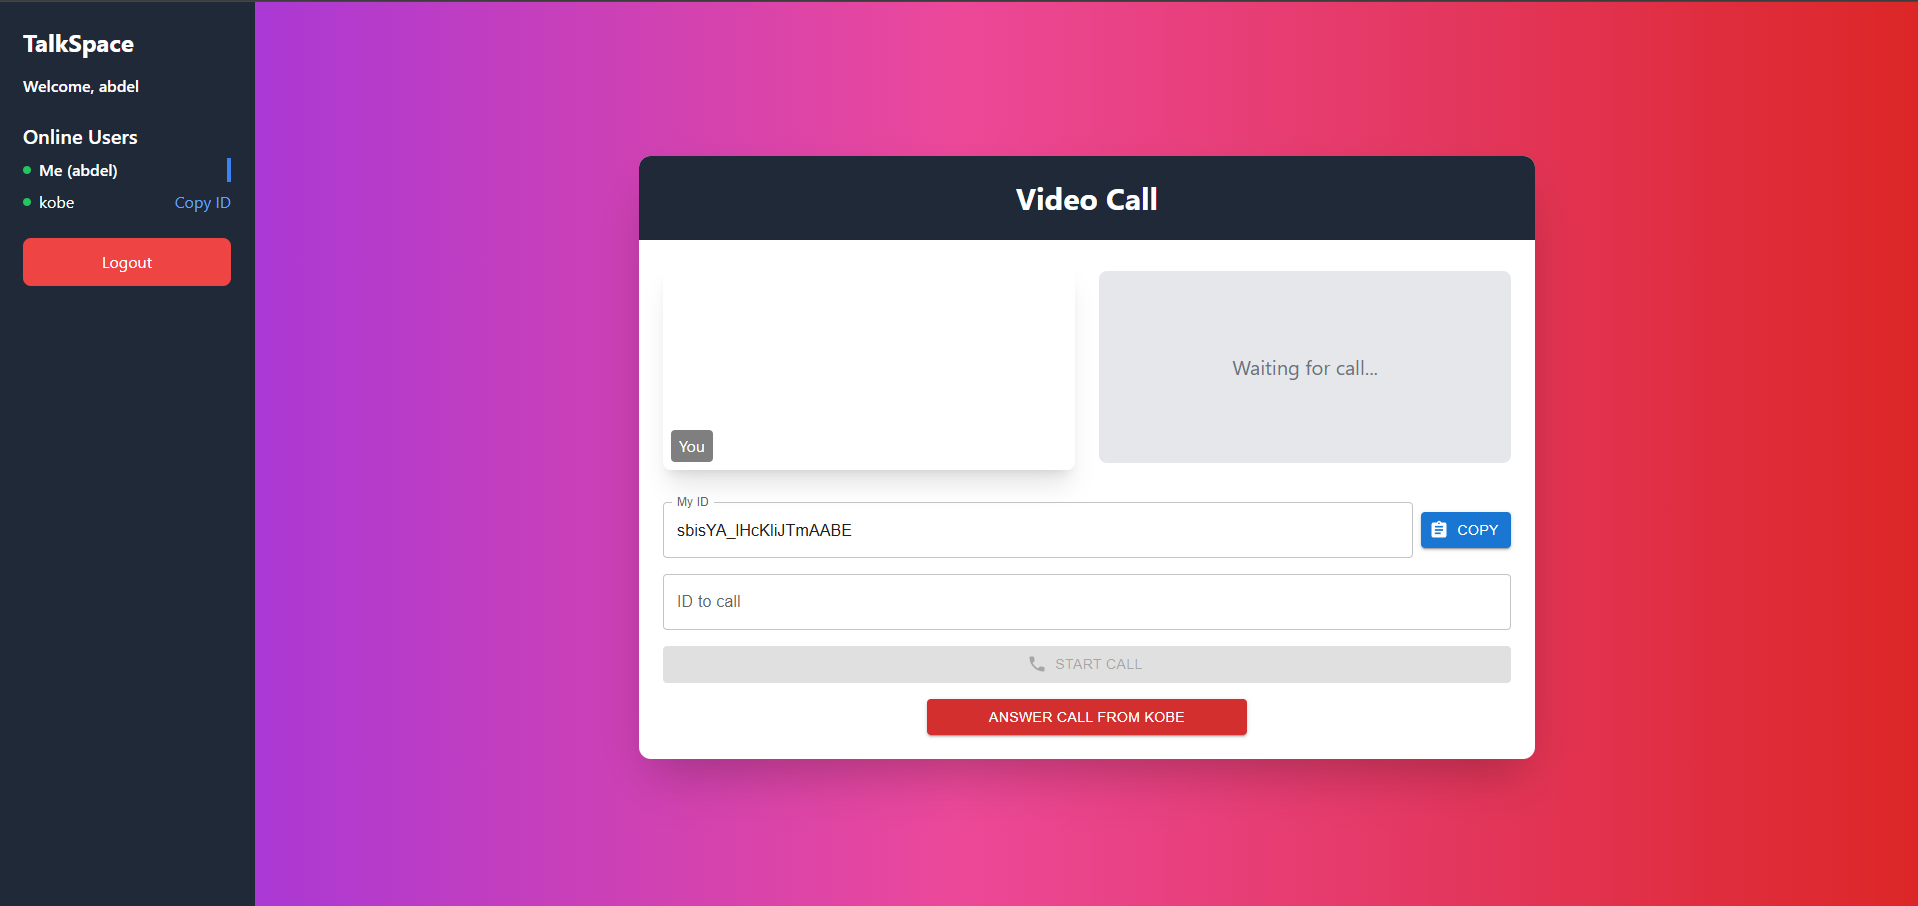 TalkSpace
Welcome, abdel
Online Users
Me (abdel)
kobe
Copy ID
Logout
Video Call
You
Waiting for call...
My ID
sbisYA_lHcKliJTmAABE
COPY
ID to call
START CALL
ANSWER CALL FROM KOBE